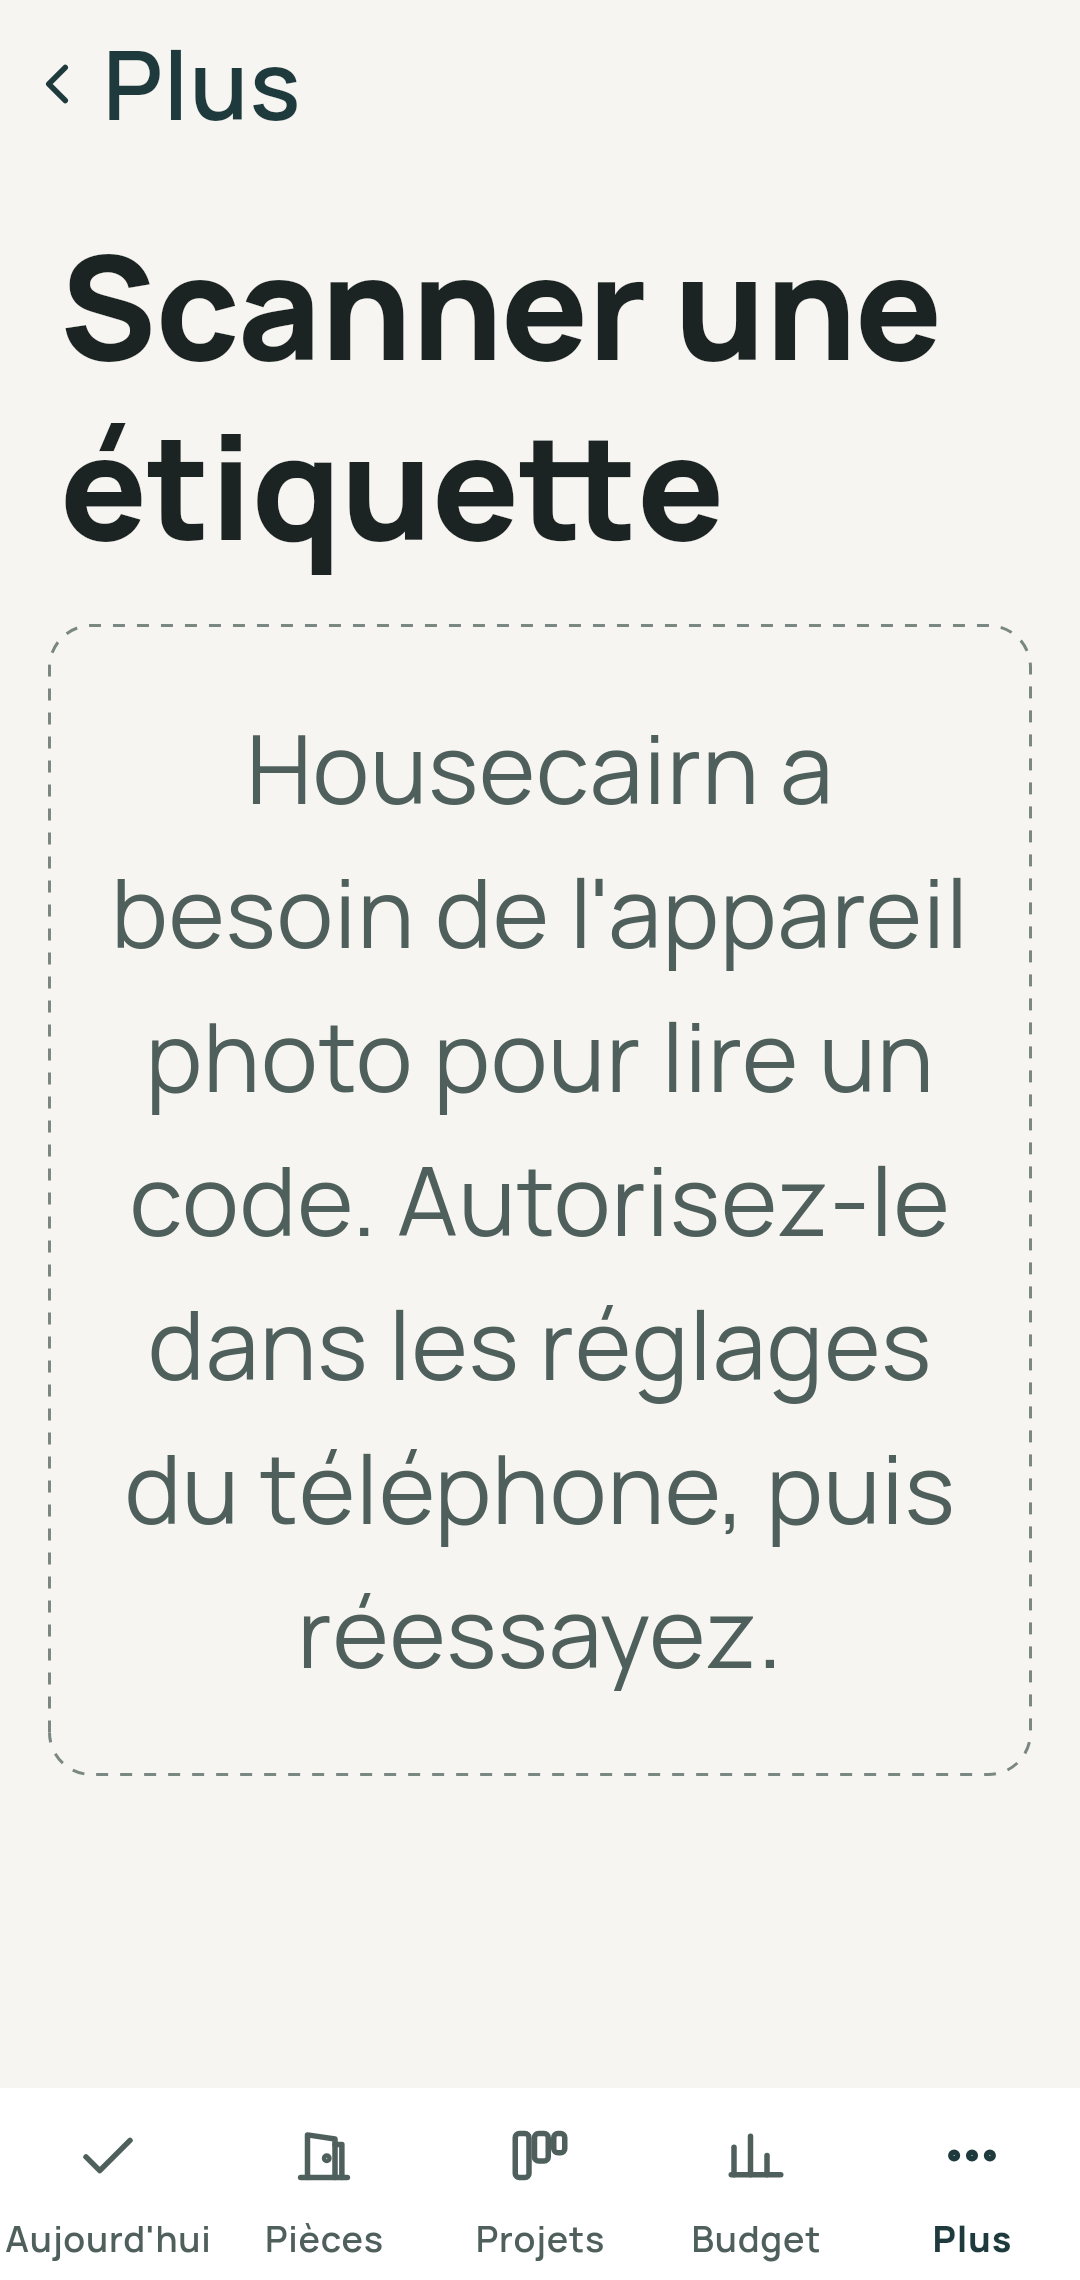 Plus
Scanner une
étiquette
Housecairn a
besoin de l'appareil
photo pour lire un
code. Autorisez-le
dans les réglages
du téléphone, puis
réessayez.
Aujourd'hui
Pièces
Projets
Budget
Plus